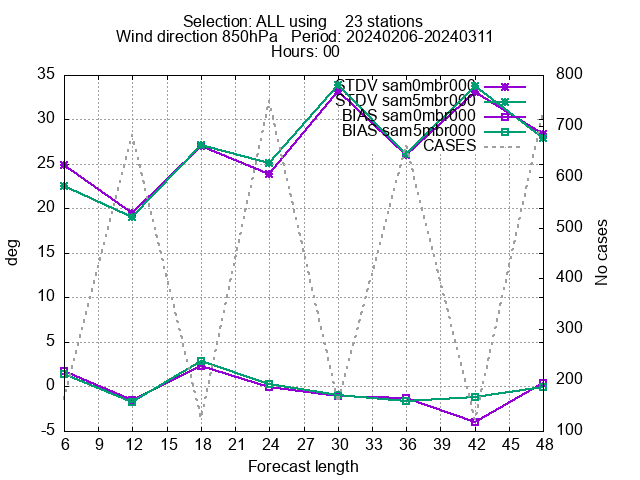 Selection: ALL using    23 stations
Wind direction 850hPa   Period: 20240206-20240311
Hours: 00
35
30
25
20
15
10
5
0
-5
deg
STDV sam0mbr000
STDV sam5mbr000
BIAS sam0mbr000
BIAS sam5mbr000
CASES
800
700
600
500
400
300
200
100
No cases
6 9 12 15 18 21 24 27 30 33 36 39 42 45 48
Forecast length